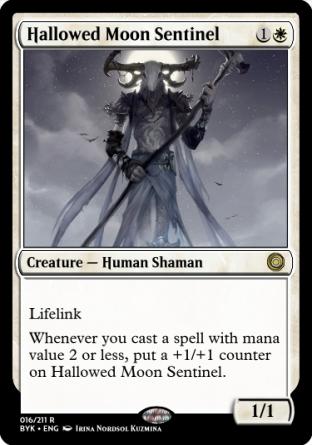 Hallowed Moon Sentinel 1
Creature — Human Shaman
Lifelink
Whenever you cast a spell with mana
value 2 or less, put a +1/+1 counter
on Hallowed Moon Sentinel.
1/1
016/211 R
BYK • ENG Irina Nordsol Kuzmina